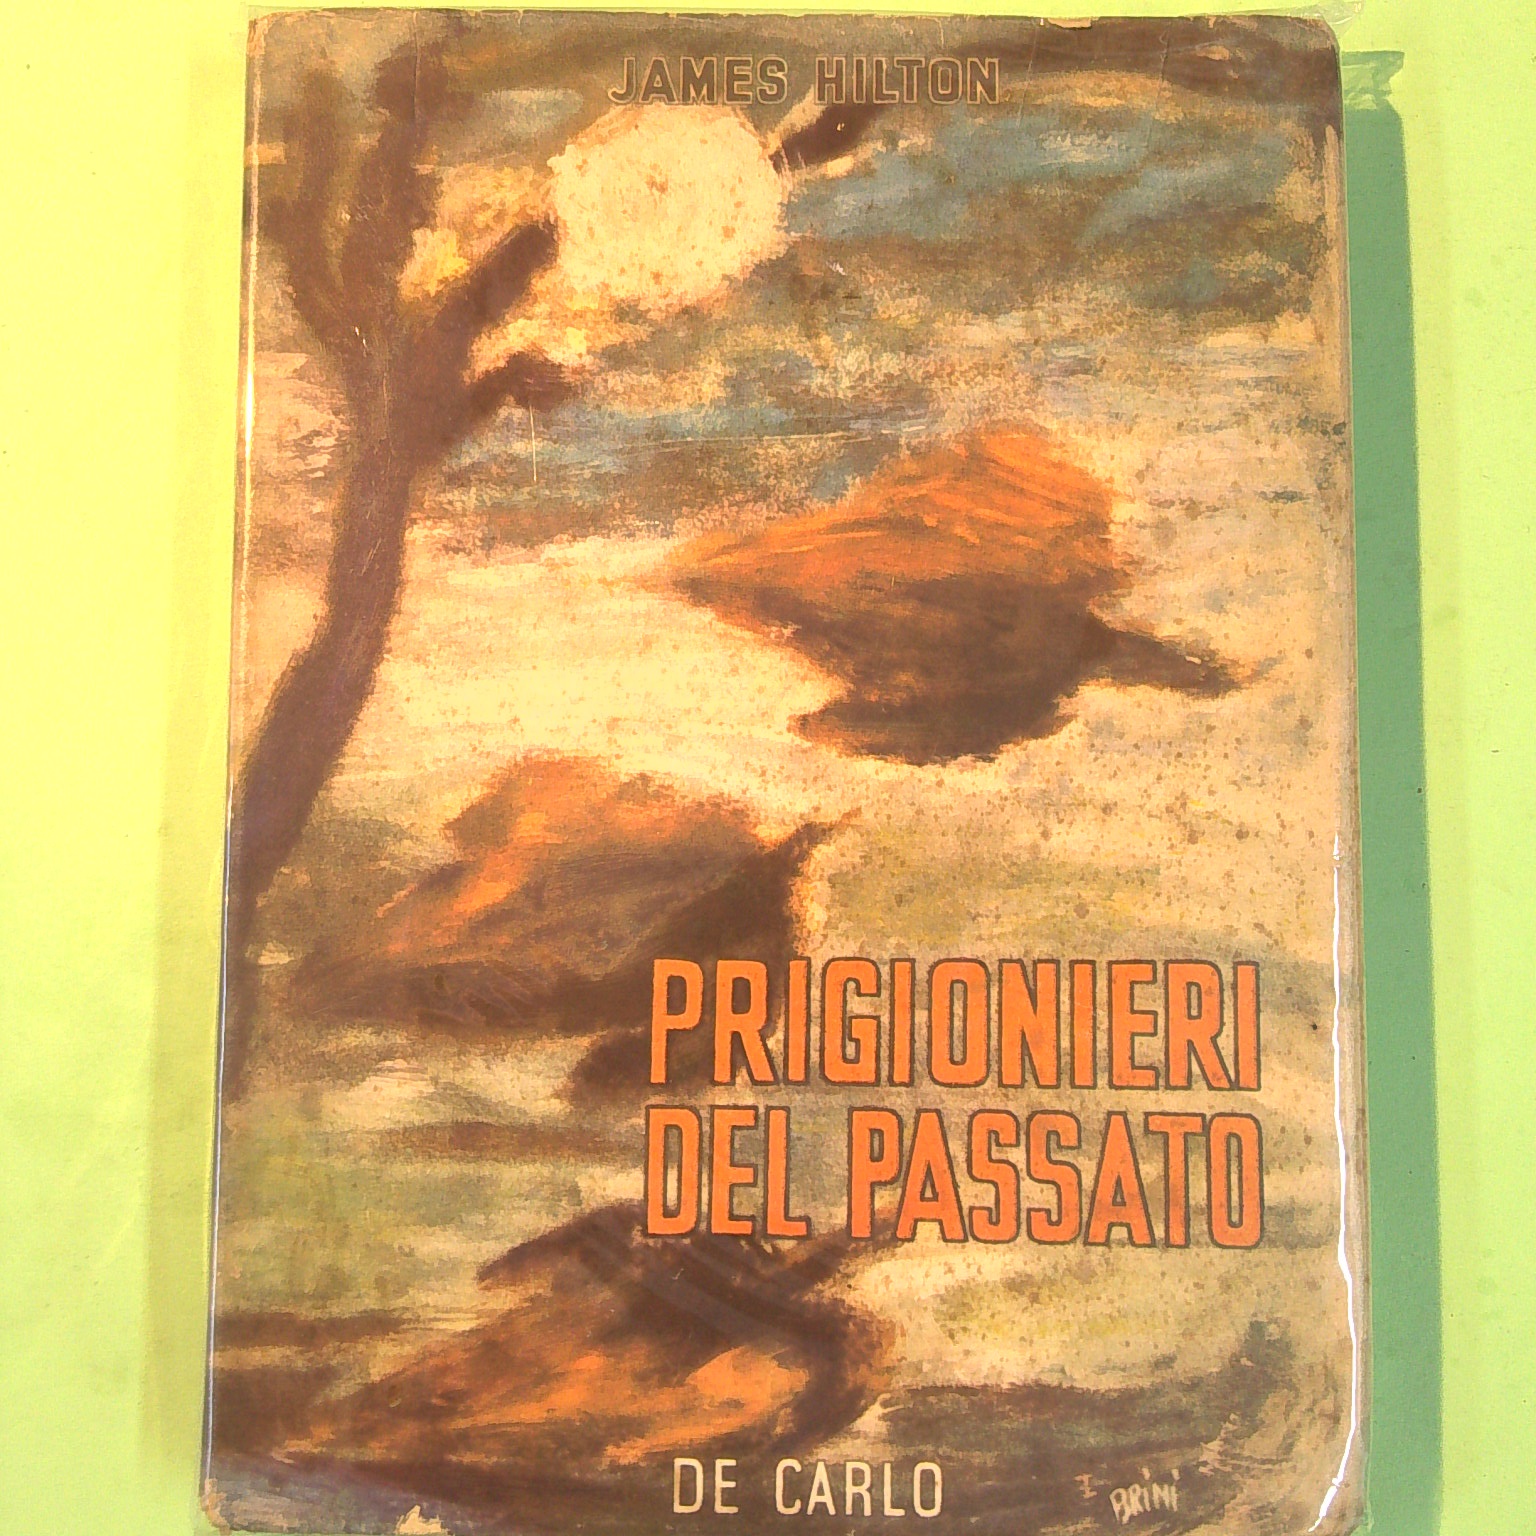 JAMES HILTON
PRIGIONIERI
DEL PASSATO
DE CARLO
BRINI